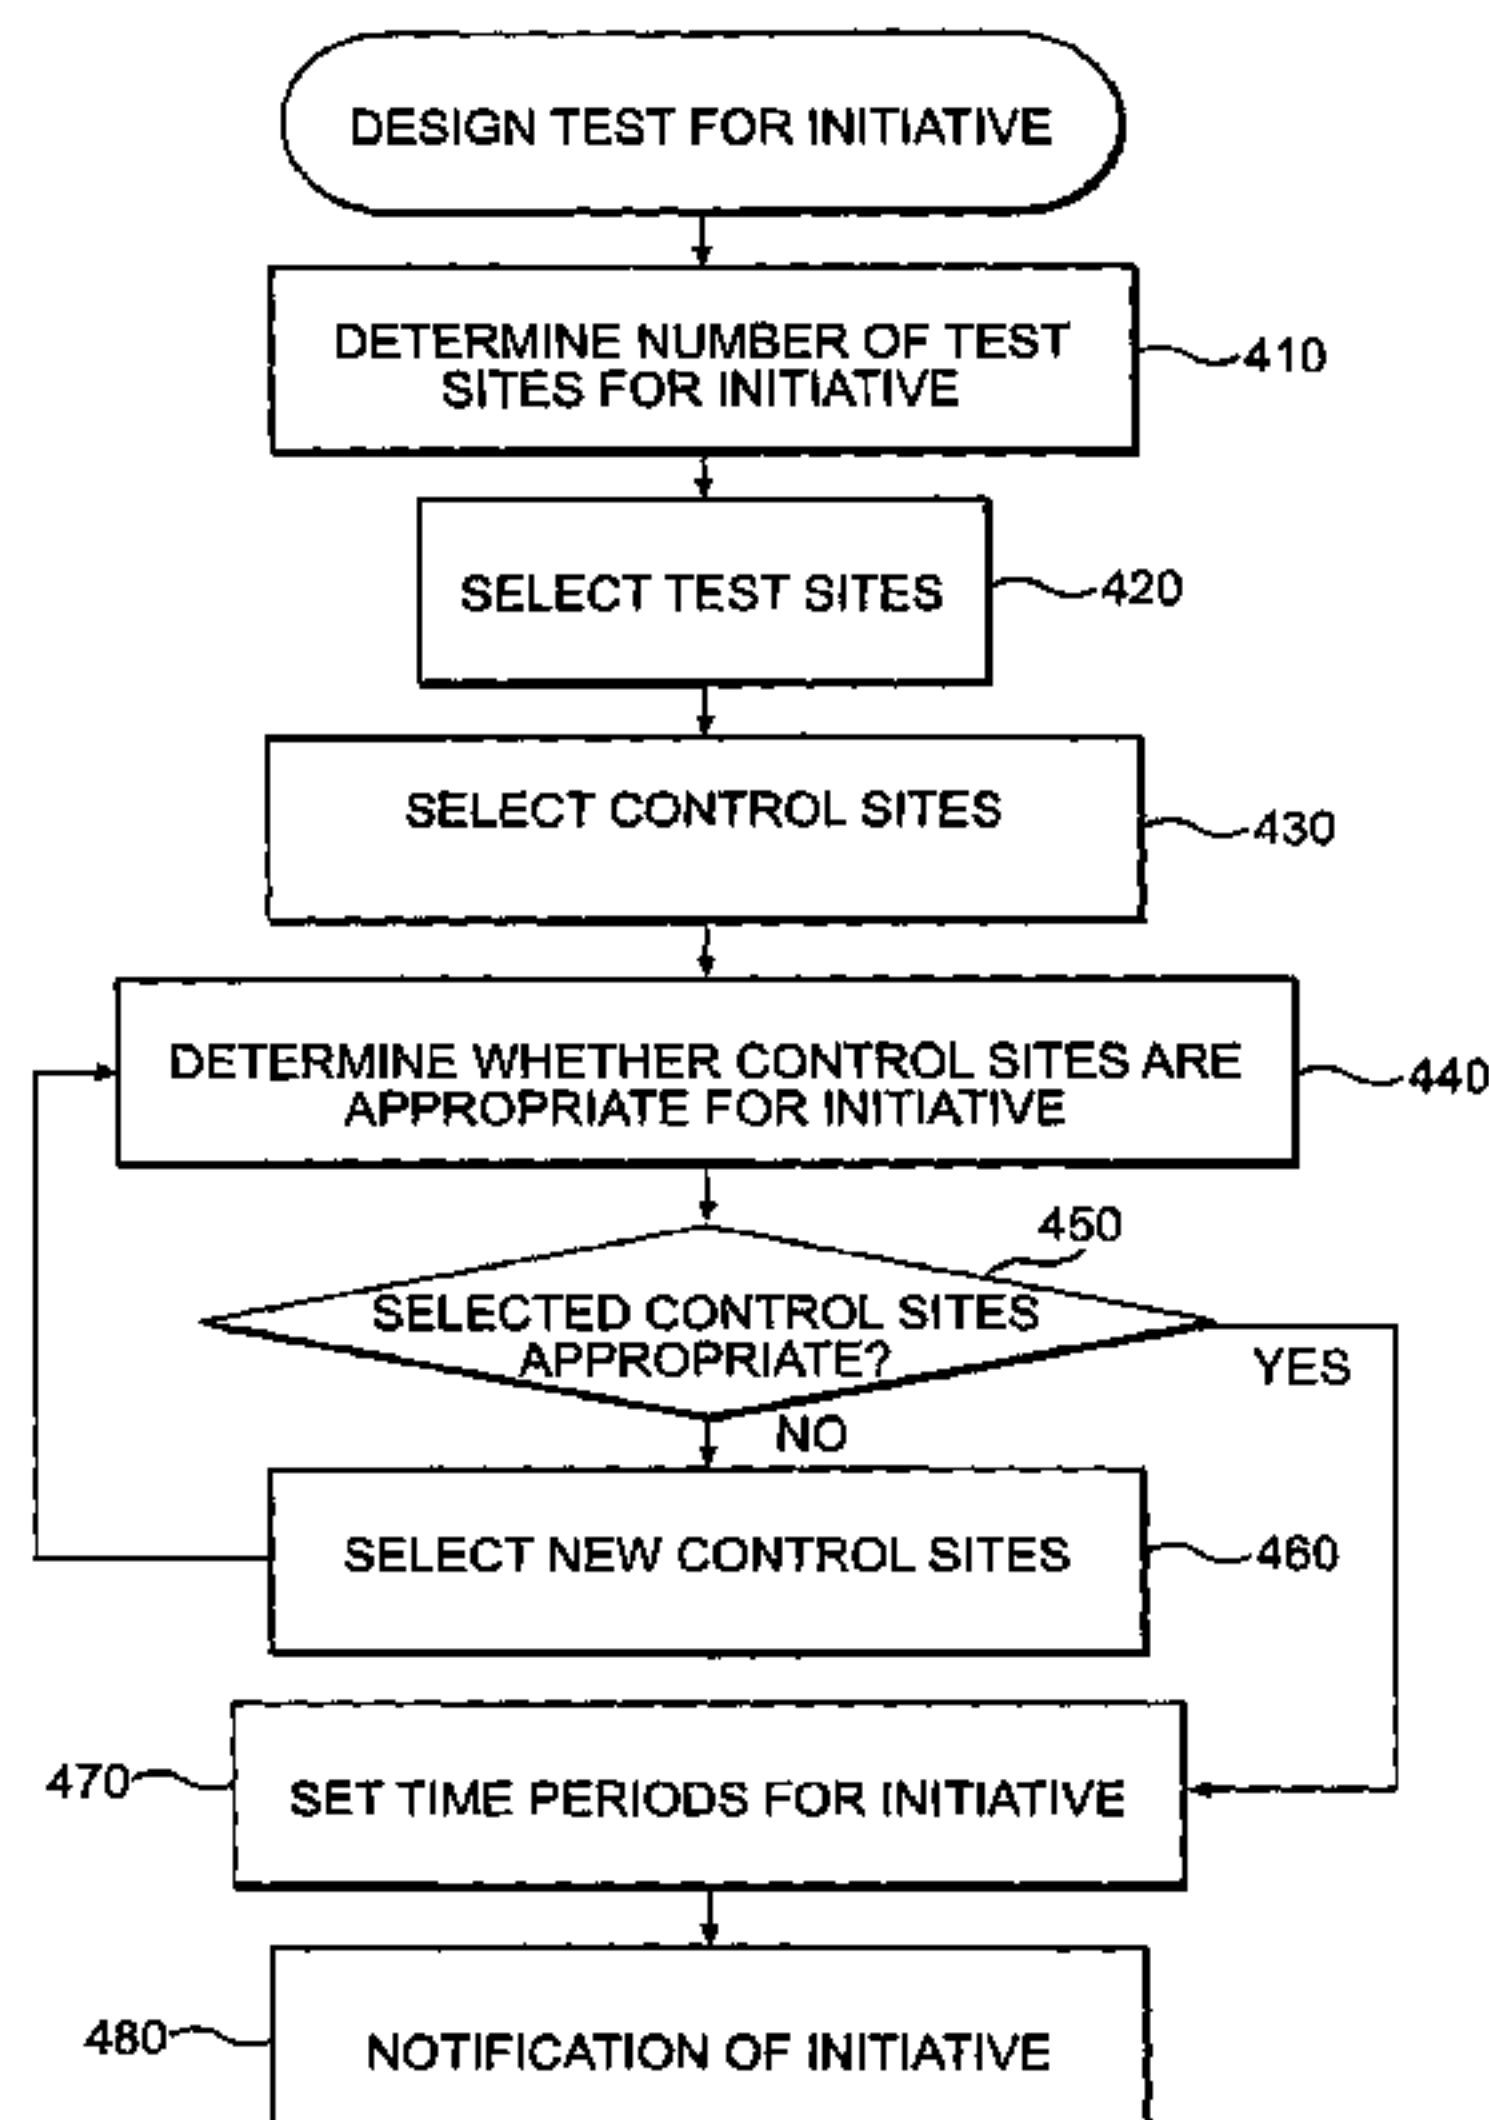 DESIGN TEST FOR INITIATIVE
DETERMINE NUMBER OF TEST
SITES FOR INITIATIVE
410
SELECT TEST SITES
420
SELECT CONTROL SITES
430
DETERMINE WHETHER CONTROL SITES ARE
APPROPRIATE FOR INITIATIVE
440
450
SELECTED CONTROL SITES
APPROPRIATE?
YES
NO
SELECT NEW CONTROL SITES
460
470
SET TIME PERIODS FOR INITIATIVE
480
NOTIFICATION OF INITIATIVE